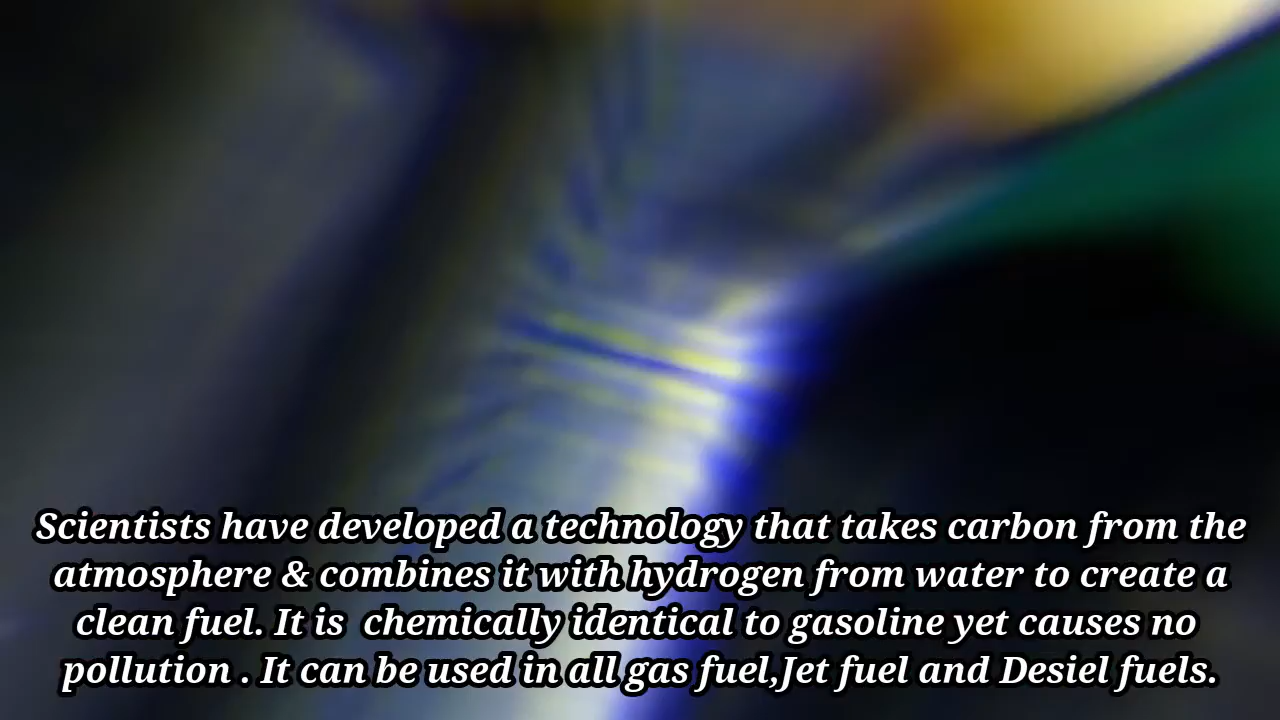 Scientists have developed a technology that takes carbon from the
atmosphere & combines it with hydrogen from water to create a
clean fuel. It is  chemically identical to gasoline yet causes no
pollution . It can be used in all gas fuel,Jet fuel and Desiel fuels.